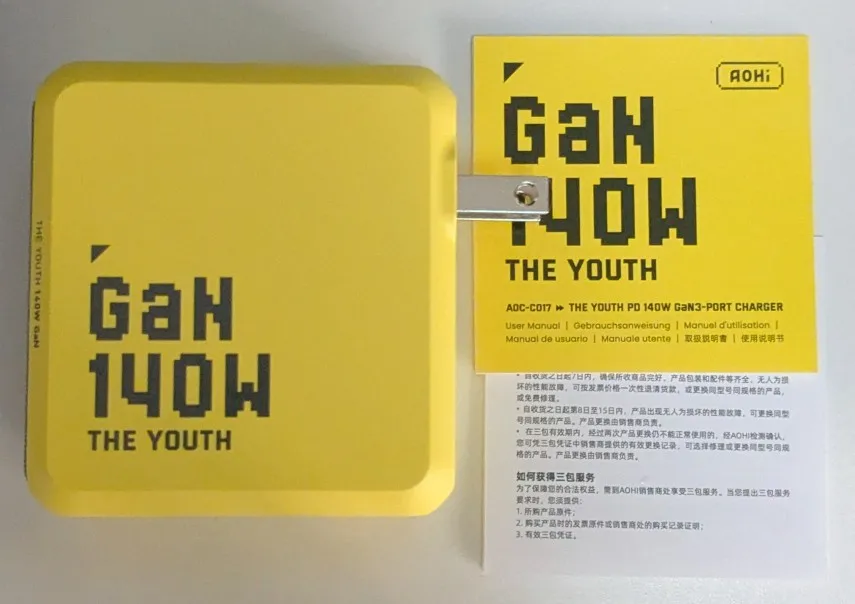 THE YOUTH 140W GaN
GaN
140W
THE YOUTH
AOHi
GaN
140W
THE YOUTH
AOC-C017 ▸▸ THE YOUTH PD 140W GaN3-PORT CHARGER
User Manual | Gebrauchsanweisung | Manuel d'utilisation |
Manual de usuario | Manuale utente | 取扱説明書 | 使用说明书
• 自收货之日起7日内，确保所收商品完好、产品包装和配件等齐全，无人为损
坏的性能故障，可按发票价格一次性退清货款，或更换同型号同规格的产品，
或免费修理。
• 自收货之日起第8日至15日内，产品出现无人为损坏的性能故障，可更换同型
号同规格的产品。产品更换由销售商负责。
• 在三包有效期内，经过两次产品更换仍不能正常使用的，经AOHI检测确认，
您可凭三包凭证中销售商提供的有效更换记录，可选择修理或更换同型号同规
格的产品。产品更换由销售商负责。
如何获得三包服务
为了保障您的合法权益，需到AOHI销售商处享受三包服务。当您提出三包服务
要求时，您须提供：
1. 所购产品原件；
2. 购买产品时的发票原件或销售商处的购买记录证明；
3. 有效三包凭证。